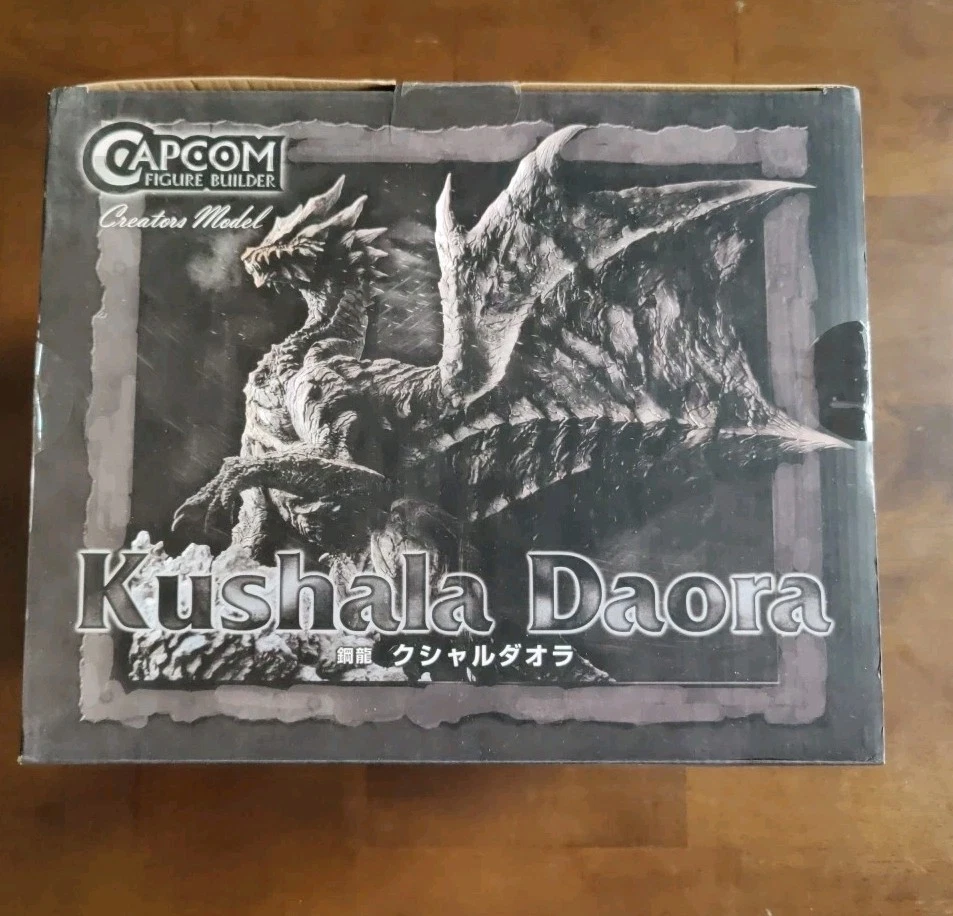 CAPCOM
FIGURE BUILDER
Creators Model
Kushala Daora
鋼龍 クシャルダオラ